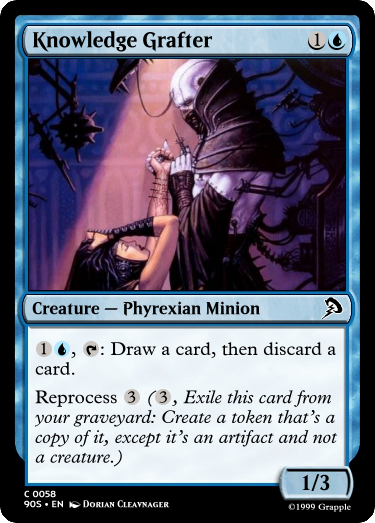 Knowledge Grafter 1
Creature — Phyrexian Minion
1, : Draw a card, then discard a
card.
Reprocess 3 (3, Exile this card from
your graveyard: Create a token that's a
copy of it, except it's an artifact and not
a creature.)
1/3
C 0058
90S • EN Dorian Cleavnager
©1999 Grapple